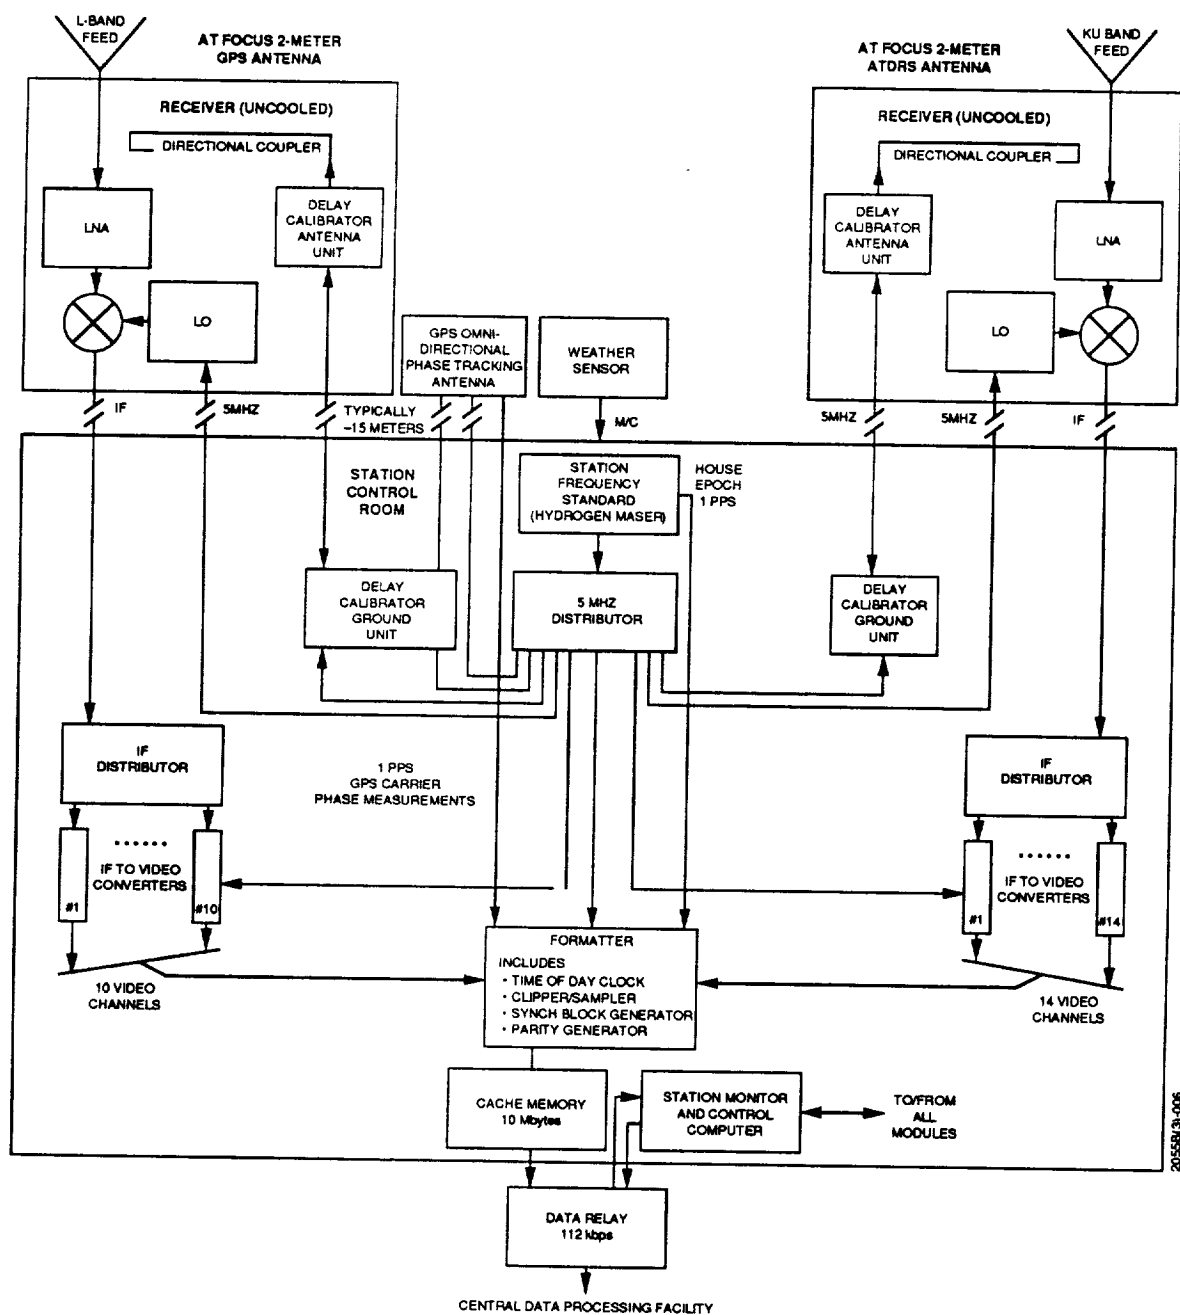 L-BAND
FEED
AT FOCUS 2-METER
GPS ANTENNA
AT FOCUS 2-METER
ATDRS ANTENNA
KU BAND
FEED
RECEIVER (UNCOOLED)
DIRECTIONAL COUPLER
LNA
DELAY
CALIBRATOR
ANTENNA
UNIT
LO
RECEIVER (UNCOOLED)
DIRECTIONAL COUPLER
DELAY
CALIBRATOR
ANTENNA
UNIT
LNA
LO
GPS OMNI-
DIRECTIONAL
PHASE TRACKING
ANTENNA
WEATHER
SENSOR
IF
5MHZ
TYPICALLY
~15 METERS
M/C
5MHZ
5MHZ
IF
STATION
CONTROL
ROOM
STATION
FREQUENCY
STANDARD
(HYDROGEN MASER)
HOUSE
EPOCH
1 PPS
DELAY
CALIBRATOR
GROUND
UNIT
5 MHZ
DISTRIBUTOR
DELAY
CALIBRATOR
GROUND
UNIT
IF
DISTRIBUTOR
1 PPS
GPS CARRIER
PHASE MEASUREMENTS
IF
DISTRIBUTOR
IF TO VIDEO
CONVERTERS
#1
#10
IF TO VIDEO
CONVERTERS
#1
#14
10 VIDEO
CHANNELS
FORMATTER
INCLUDES
• TIME OF DAY CLOCK
• CLIPPER/SAMPLER
• SYNCH BLOCK GENERATOR
• PARITY GENERATOR
14 VIDEO
CHANNELS
CACHE MEMORY
10 Mbytes
STATION MONITOR
AND CONTROL
COMPUTER
TO/FROM
ALL
MODULES
2055B(3)-006
DATA RELAY
112 kbps
CENTRAL DATA PROCESSING FACILITY